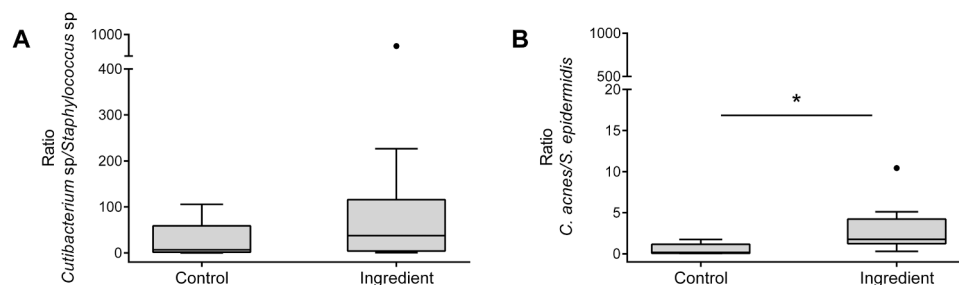 A
Ratio
Cutibacterium sp/Staphylococcus sp
1000
400
300
200
100
0
Control
Ingredient
B
Ratio
C. acnes/S. epidermidis
1000
500
20
15
10
5
0
*
Control
Ingredient